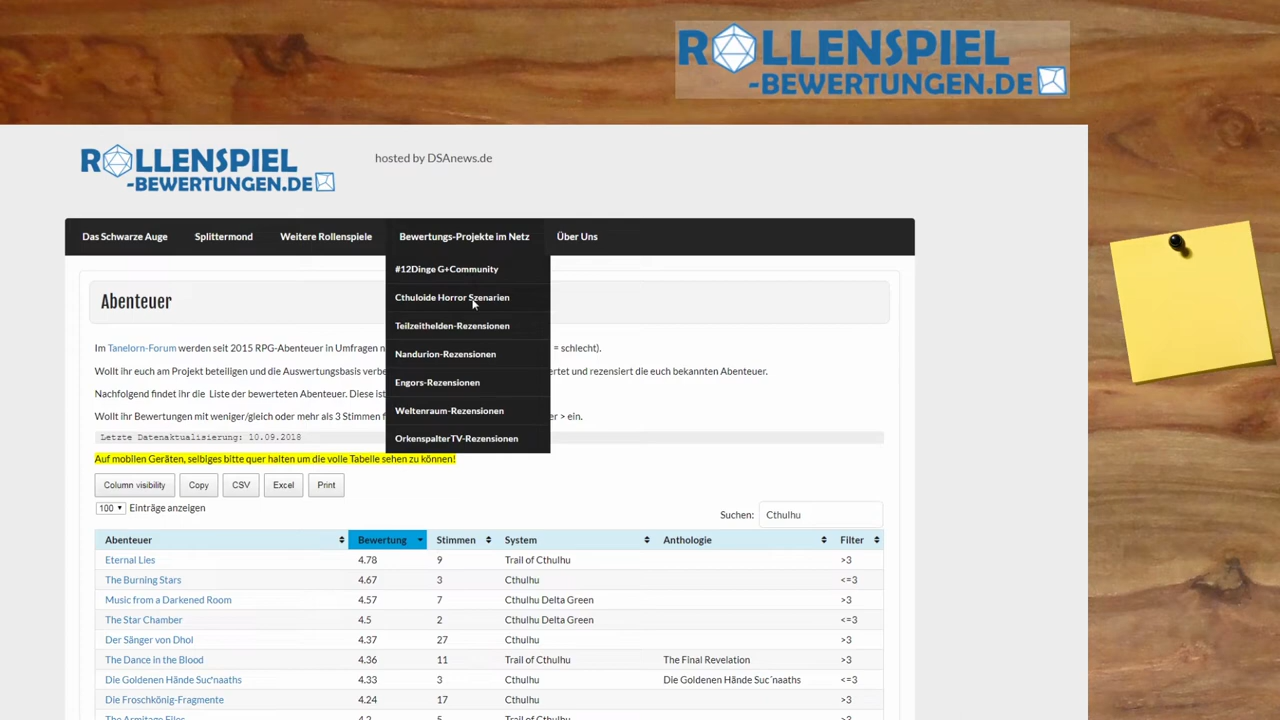 ROLLENSPIEL
-BEWERTUNGEN.DE
ROLLENSPIEL
-BEWERTUNGEN.DE
hosted by DSAnews.de
Das Schwarze Auge Splittermond Weitere Rollenspiele Bewertungs-Projekte im Netz Über Uns
#12Dinge G+Community
Cthuloide Horror Szenarien
Teilzeithelden-Rezensionen
Nandurion-Rezensionen
Engors-Rezensionen
Weltenraum-Rezensionen
OrkenspalterTV-Rezensionen
Abenteuer
Im Tanelorn-Forum werden seit 2015 RPG-Abenteuer in Umfragen = schlecht).
Wollt ihr euch am Projekt beteiligen und die Auswertungsbasis und rezensiert die euch bekannten Abenteuer.
Nachfolgend findet ihr die Liste der bewerteten Abenteuer. Diese
Wollt ihr Bewertungen mit weniger/gleich oder mehr als 3 Stimmen > ein.
Letzte Datenaktualisierung: 10.09.2018
Auf mobilen Geräten, selbiges bitte quer halten um die volle Tabelle sehen zu können!
Column visibility Copy CSV Excel Print
100 Einträge anzeigen
Suchen: Cthulhu
Abenteuer Bewertung Stimmen System Anthologie Filter
Eternal Lies 4.78 9 Trail of Cthulhu >3
The Burning Stars 4.67 3 Cthulhu <=3
Music from a Darkened Room 4.57 7 Cthulhu Delta Green >3
The Star Chamber 4.5 2 Cthulhu Delta Green <=3
Der Sänger von Dhol 4.37 27 Cthulhu >3
The Dance in the Blood 4.36 11 Trail of Cthulhu The Final Revelation >3
Die Goldenen Hände Suc'naaths 4.33 3 Cthulhu Die Goldenen Hände Suc´naaths <=3
Die Froschkönig-Fragmente 4.24 17 Cthulhu >3
The Armitage Files 4.2 5 Trail of Cthulhu >3